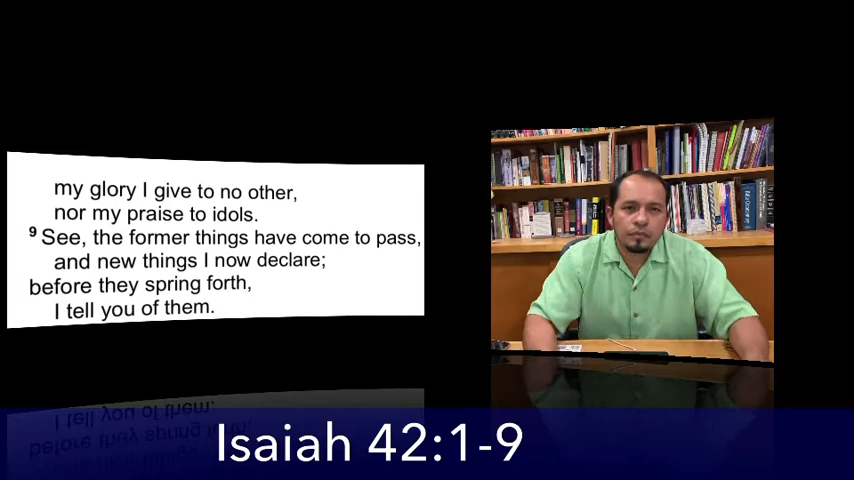 my glory I give to no other,
nor my praise to idols.
9 See, the former things have come to pass,
and new things I now declare;
before they spring forth,
I tell you of them.
Isaiah 42:1-9